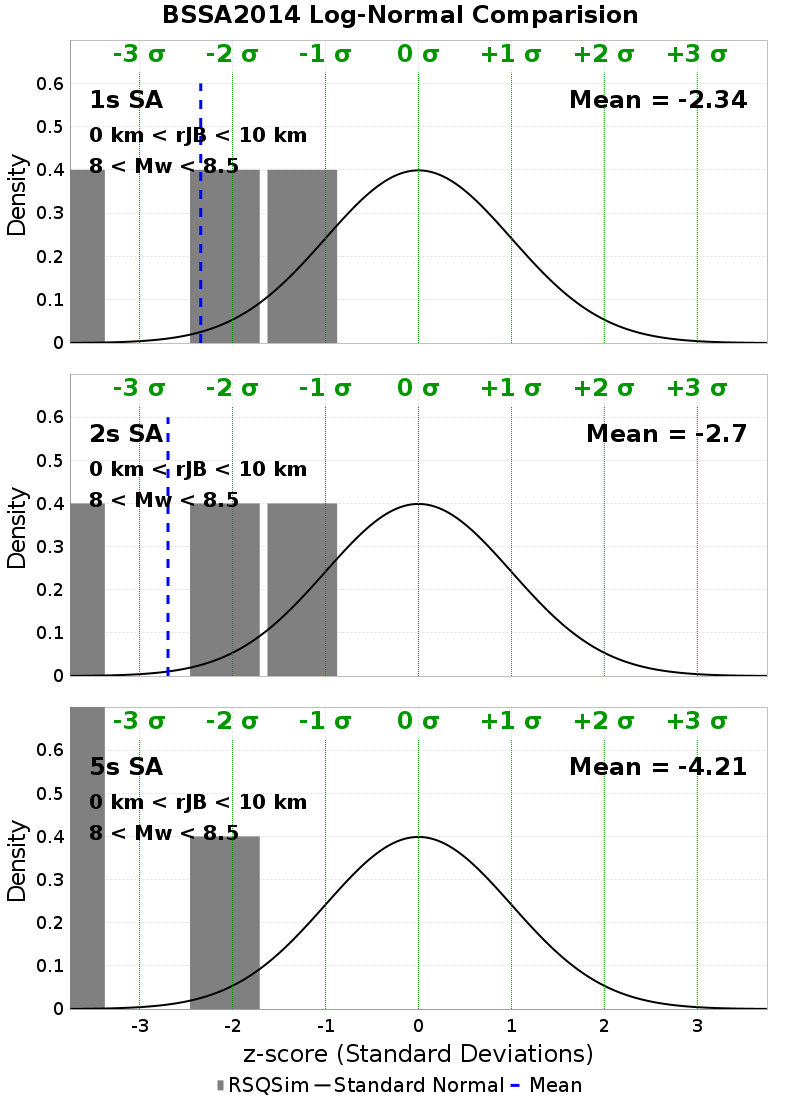 BSSA2014 Log-Normal Comparision
-3 σ -2 σ -1 σ 0 σ +1 σ +2 σ +3 σ
0.6
0.5
0.4
0.3
0.2
0.1
0
Density
1s SA
0 km < rJB < 10 km
8 < Mw < 8.5
Mean = -2.34
-3 σ -2 σ -1 σ 0 σ +1 σ +2 σ +3 σ
0.6
0.5
0.4
0.3
0.2
0.1
0
Density
2s SA
0 km < rJB < 10 km
8 < Mw < 8.5
Mean = -2.7
-3 σ -2 σ -1 σ 0 σ +1 σ +2 σ +3 σ
0.6
0.5
0.4
0.3
0.2
0.1
0
Density
5s SA
0 km < rJB < 10 km
8 < Mw < 8.5
Mean = -4.21
-3 -2 -1 0 1 2 3
z-score (Standard Deviations)
RSQSim Standard Normal Mean